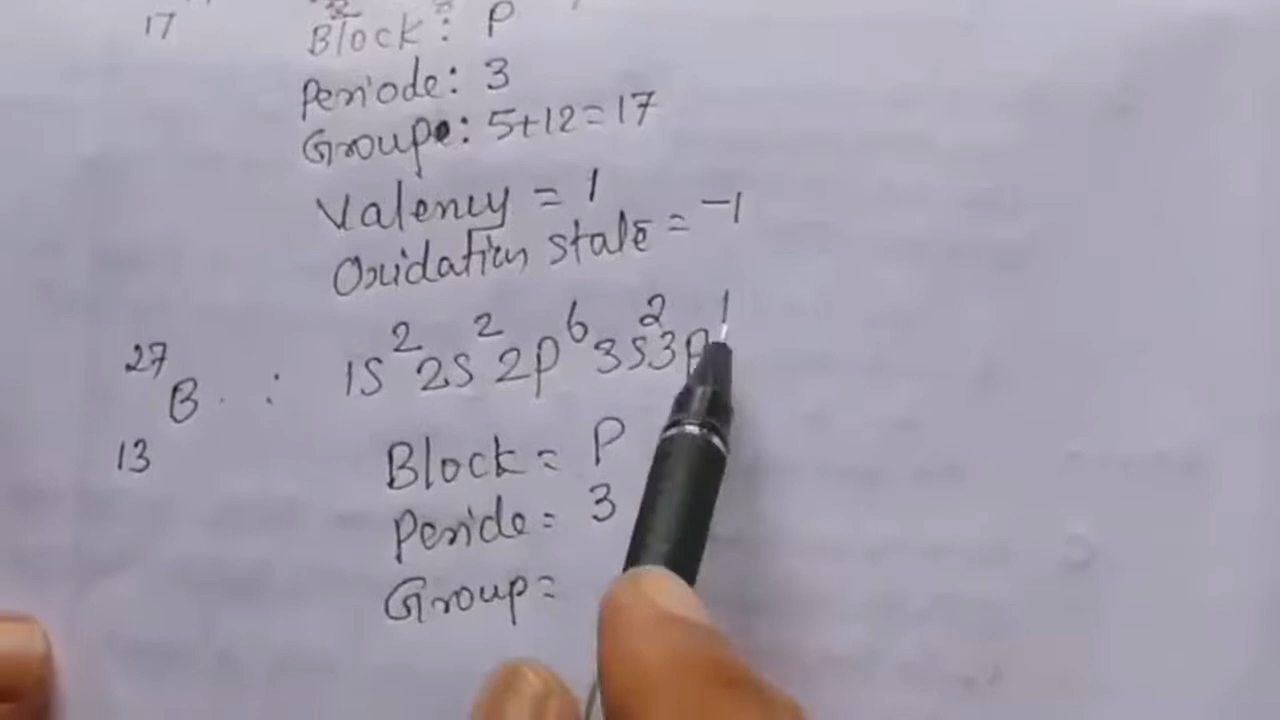 17
Block: P
Periode: 3
Group: 5+12=17
Valency = 1
Oxidation state = -1
27 B : 1S² 2S² 2P⁶ 3S² 3P¹
13
Block = P
Peride = 3
Group =